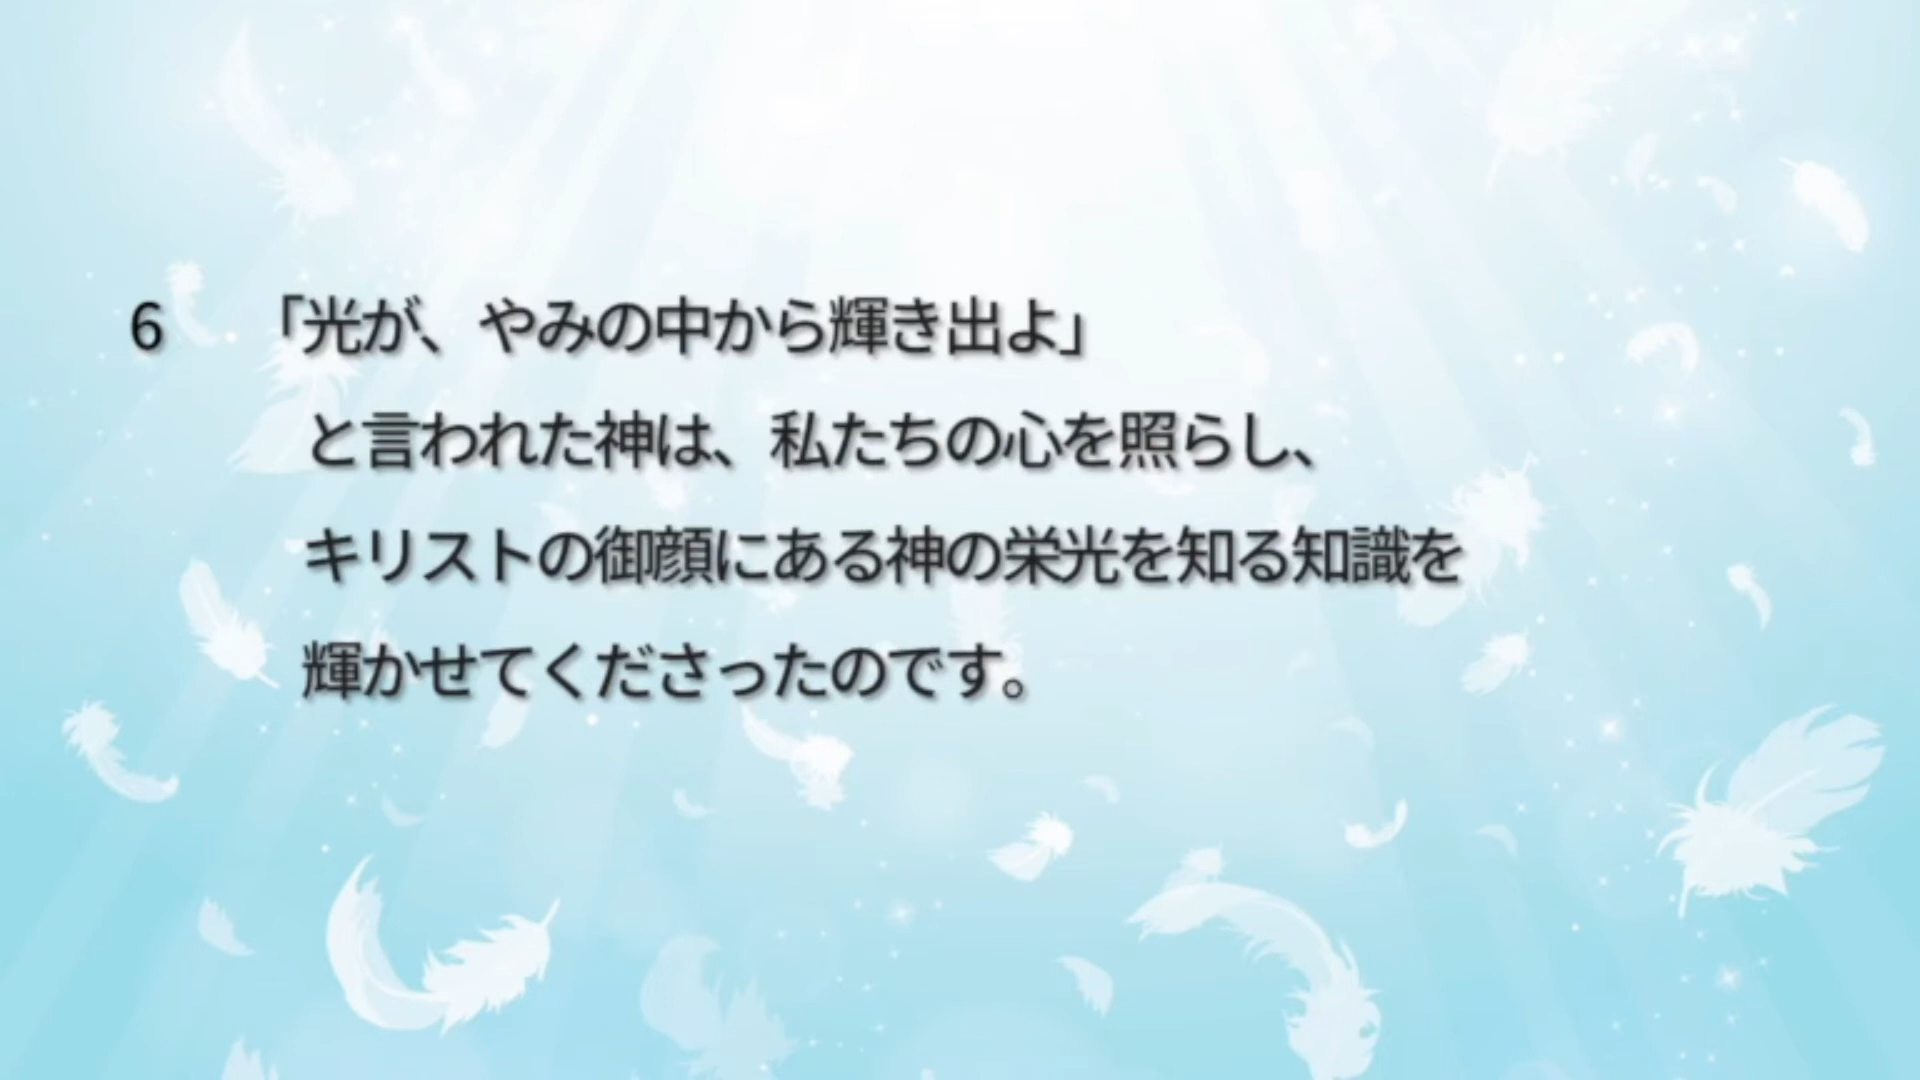 6 「光が、やみの中から輝き出よ」
と言われた神は、私たちの心を照らし、
キリストの御顔にある神の栄光を知る知識を
輝かせてくださったのです。